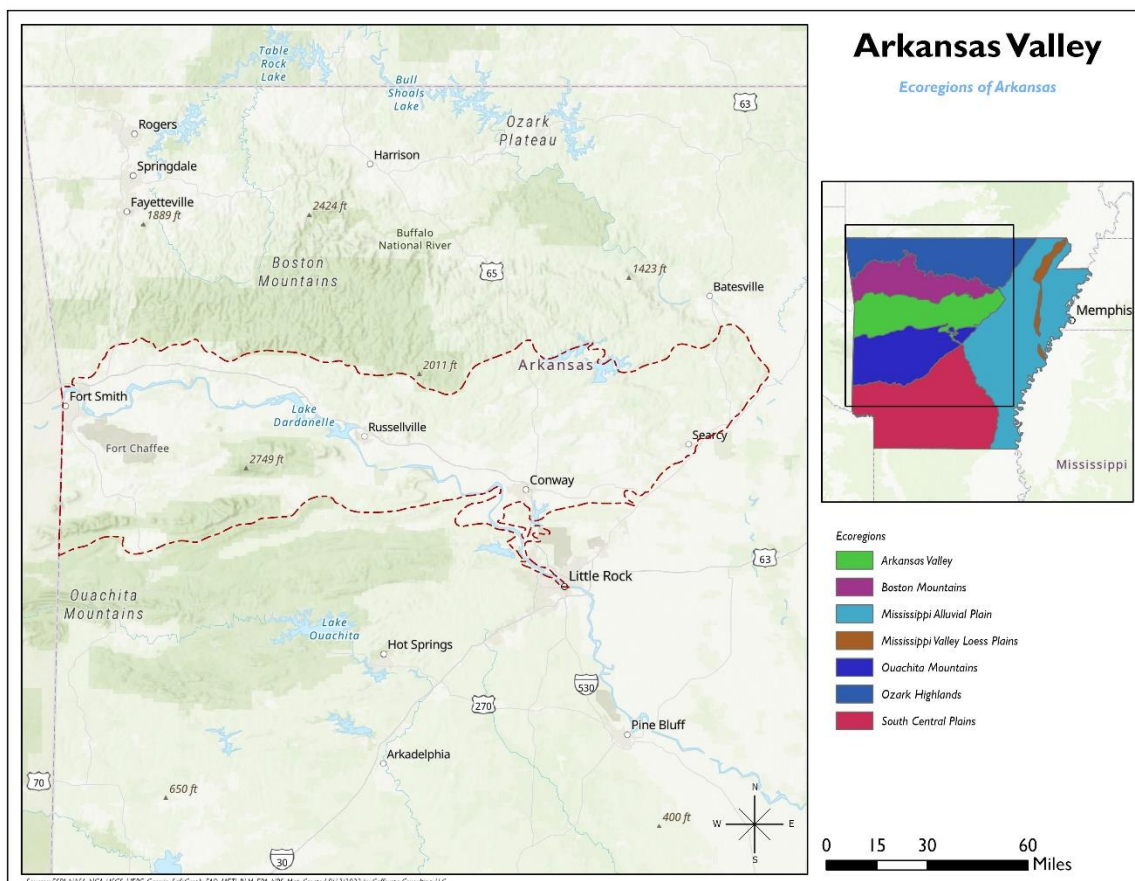 Arkansas Valley
Ecoregions of Arkansas
Table
Rock
Lake
Bull
Shoals
Lake
63
Ozark
Plateau
Rogers
Harrison
Springdale
Fayetteville
1889 ft
2424 ft
Buffalo
National River
65
Boston
Mountains
1423 ft
Batesville
Arkansas
2011 ft
Fort Smith
Lake
Dardanelle
Russellville
Fort Chaffee
2749 ft
Searcy
Conway
63
Little Rock
Ouachita
Mountains
Lake
Ouachita
Hot Springs
530
270
Pine Bluff
Arkadelphia
70
650 ft
400 ft
30
N
W
E
S
Memphis
Mississippi
Ecoregions
Arkansas Valley
Boston Mountains
Mississippi Alluvial Plain
Mississippi Valley Loess Plains
Ouachita Mountains
Ozark Highlands
South Central Plains
0 15 30 60
Miles